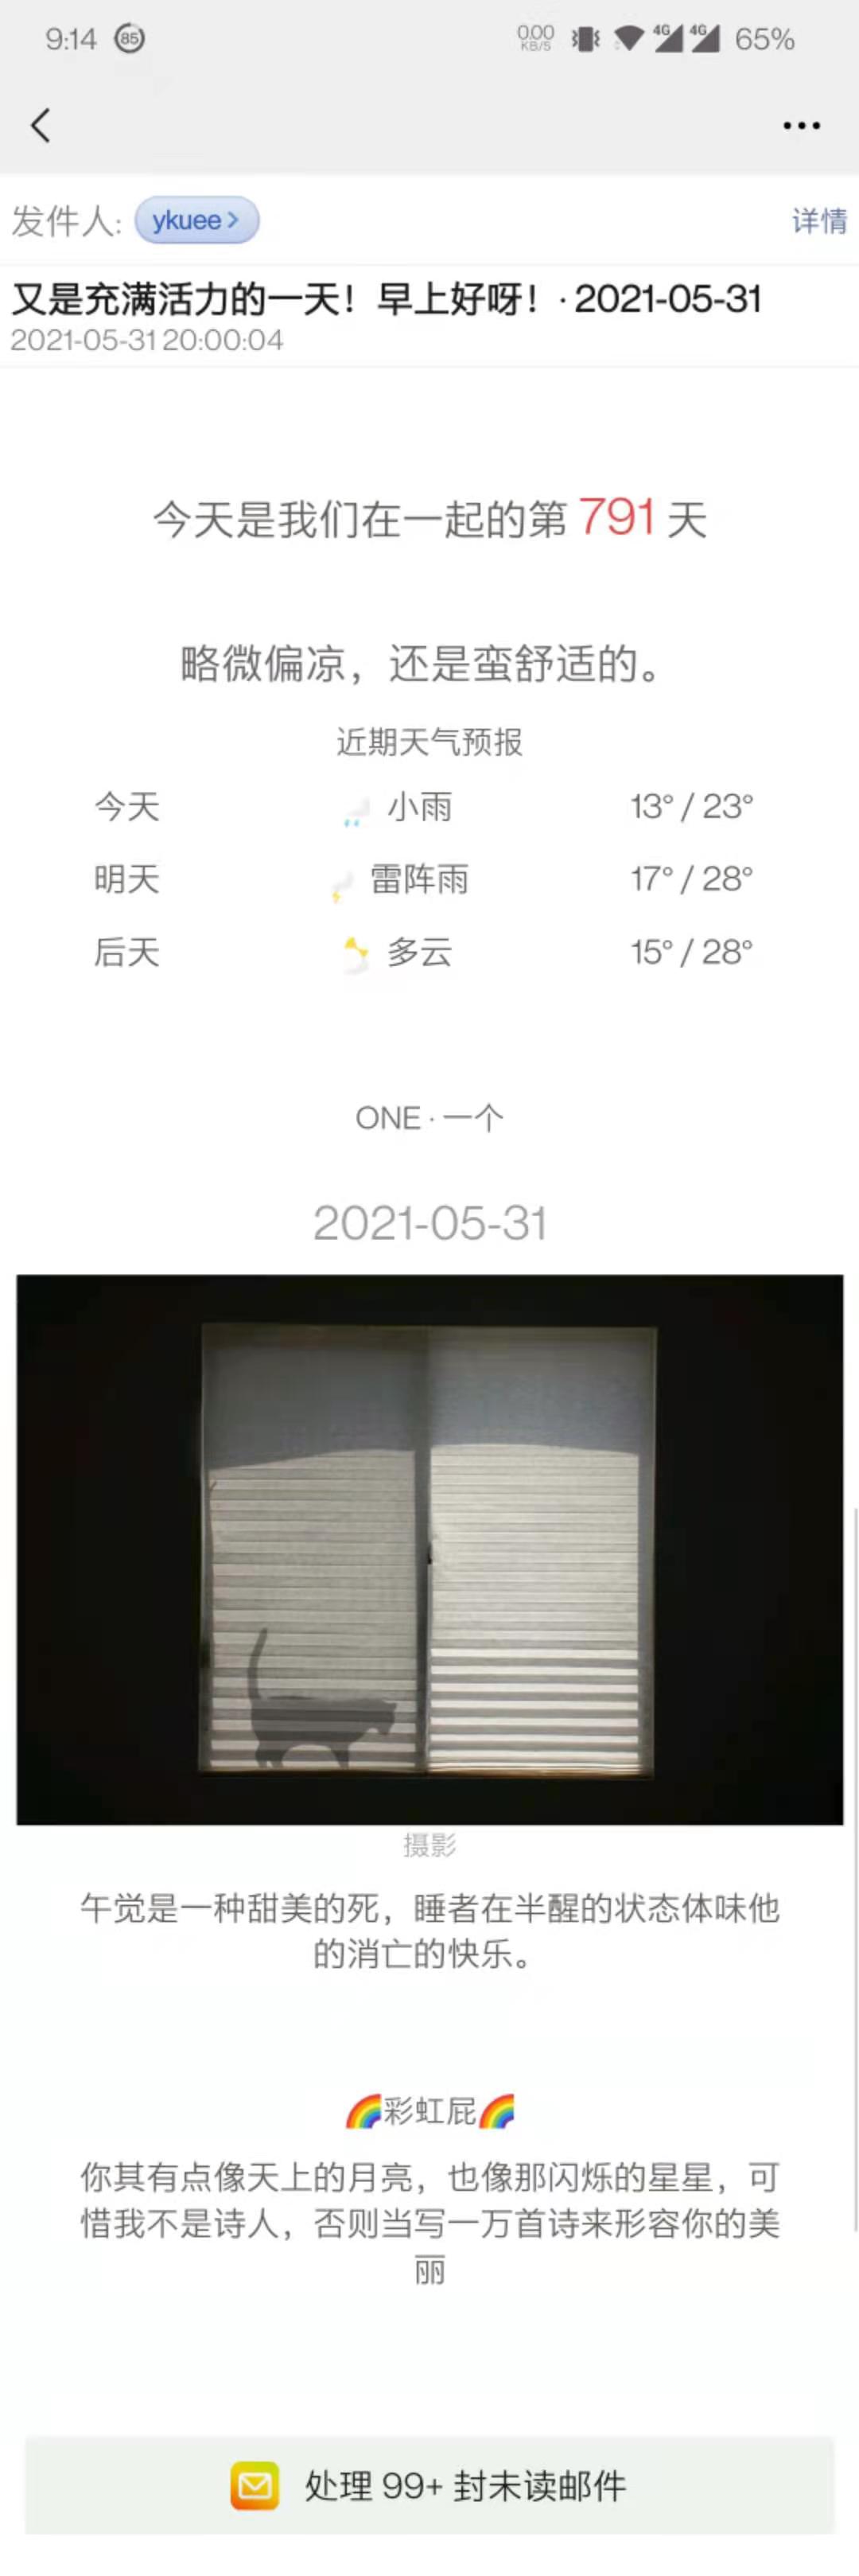 9:14 85 0.00 KB/S 4G 4G 65%
发件人: ykuee > 详情
又是充满活力的一天！早上好呀！· 2021-05-31
2021-05-31 20:00:04
今天是我们在一起的第 791 天
略微偏凉，还是蛮舒适的。
近期天气预报
今天 小雨 13° / 23°
明天 雷阵雨 17° / 28°
后天 多云 15° / 28°
ONE · 一个
2021-05-31
摄影
午觉是一种甜美的死，睡者在半醒的状态体味他
的消亡的快乐。
🌈彩虹屁🌈
你其有点像天上的月亮，也像那闪烁的星星，可
惜我不是诗人，否则当写一万首诗来形容你的美
丽
处理 99+ 封未读邮件